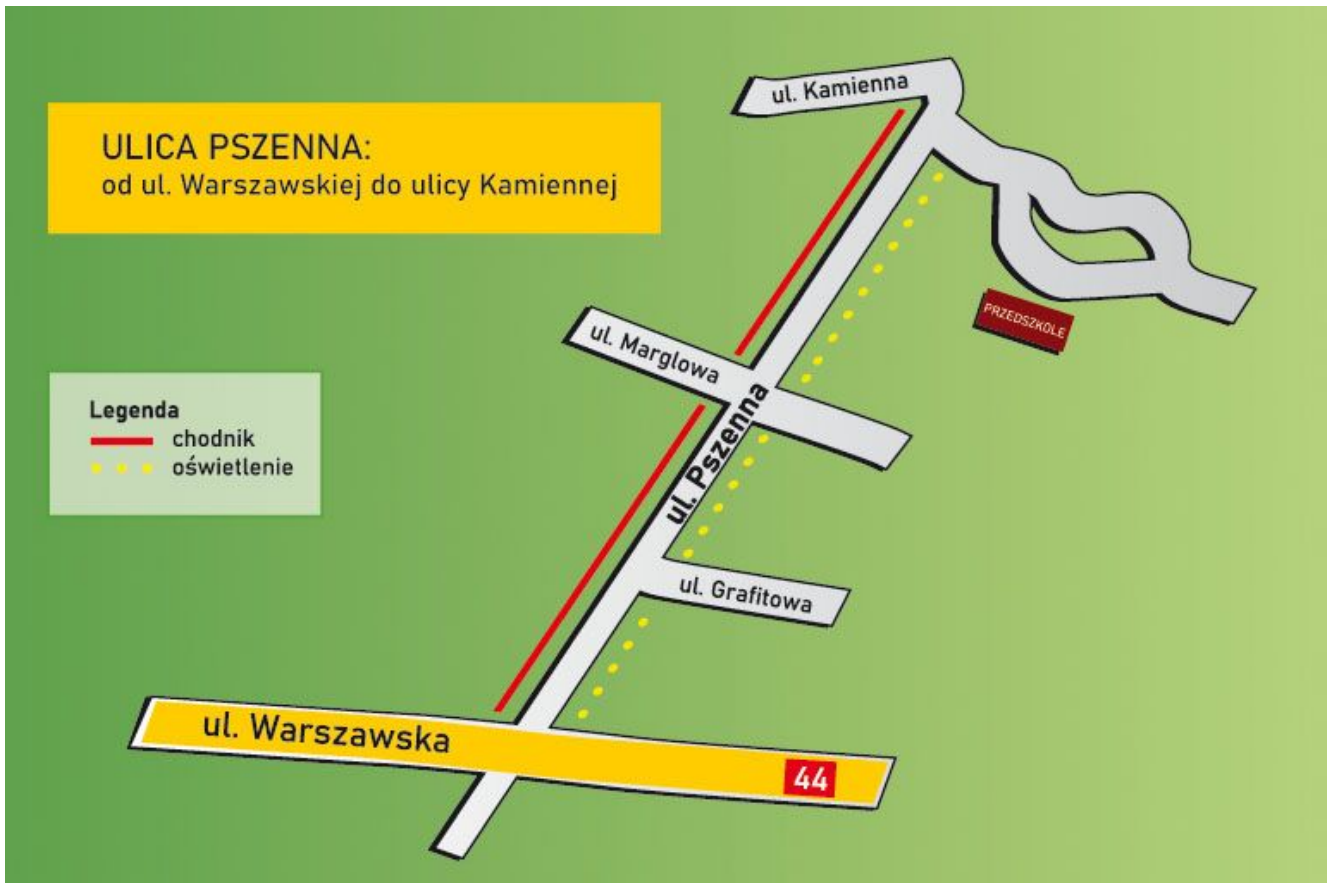 ULICA PSZENNA:
od ul. Warszawskiej do ulicy Kamiennej
ul. Kamienna
PRZEDSZKOLE
ul. Marglowa
Legenda
chodnik
oświetlenie
ul. Pszenna
ul. Grafitowa
ul. Warszawska
44